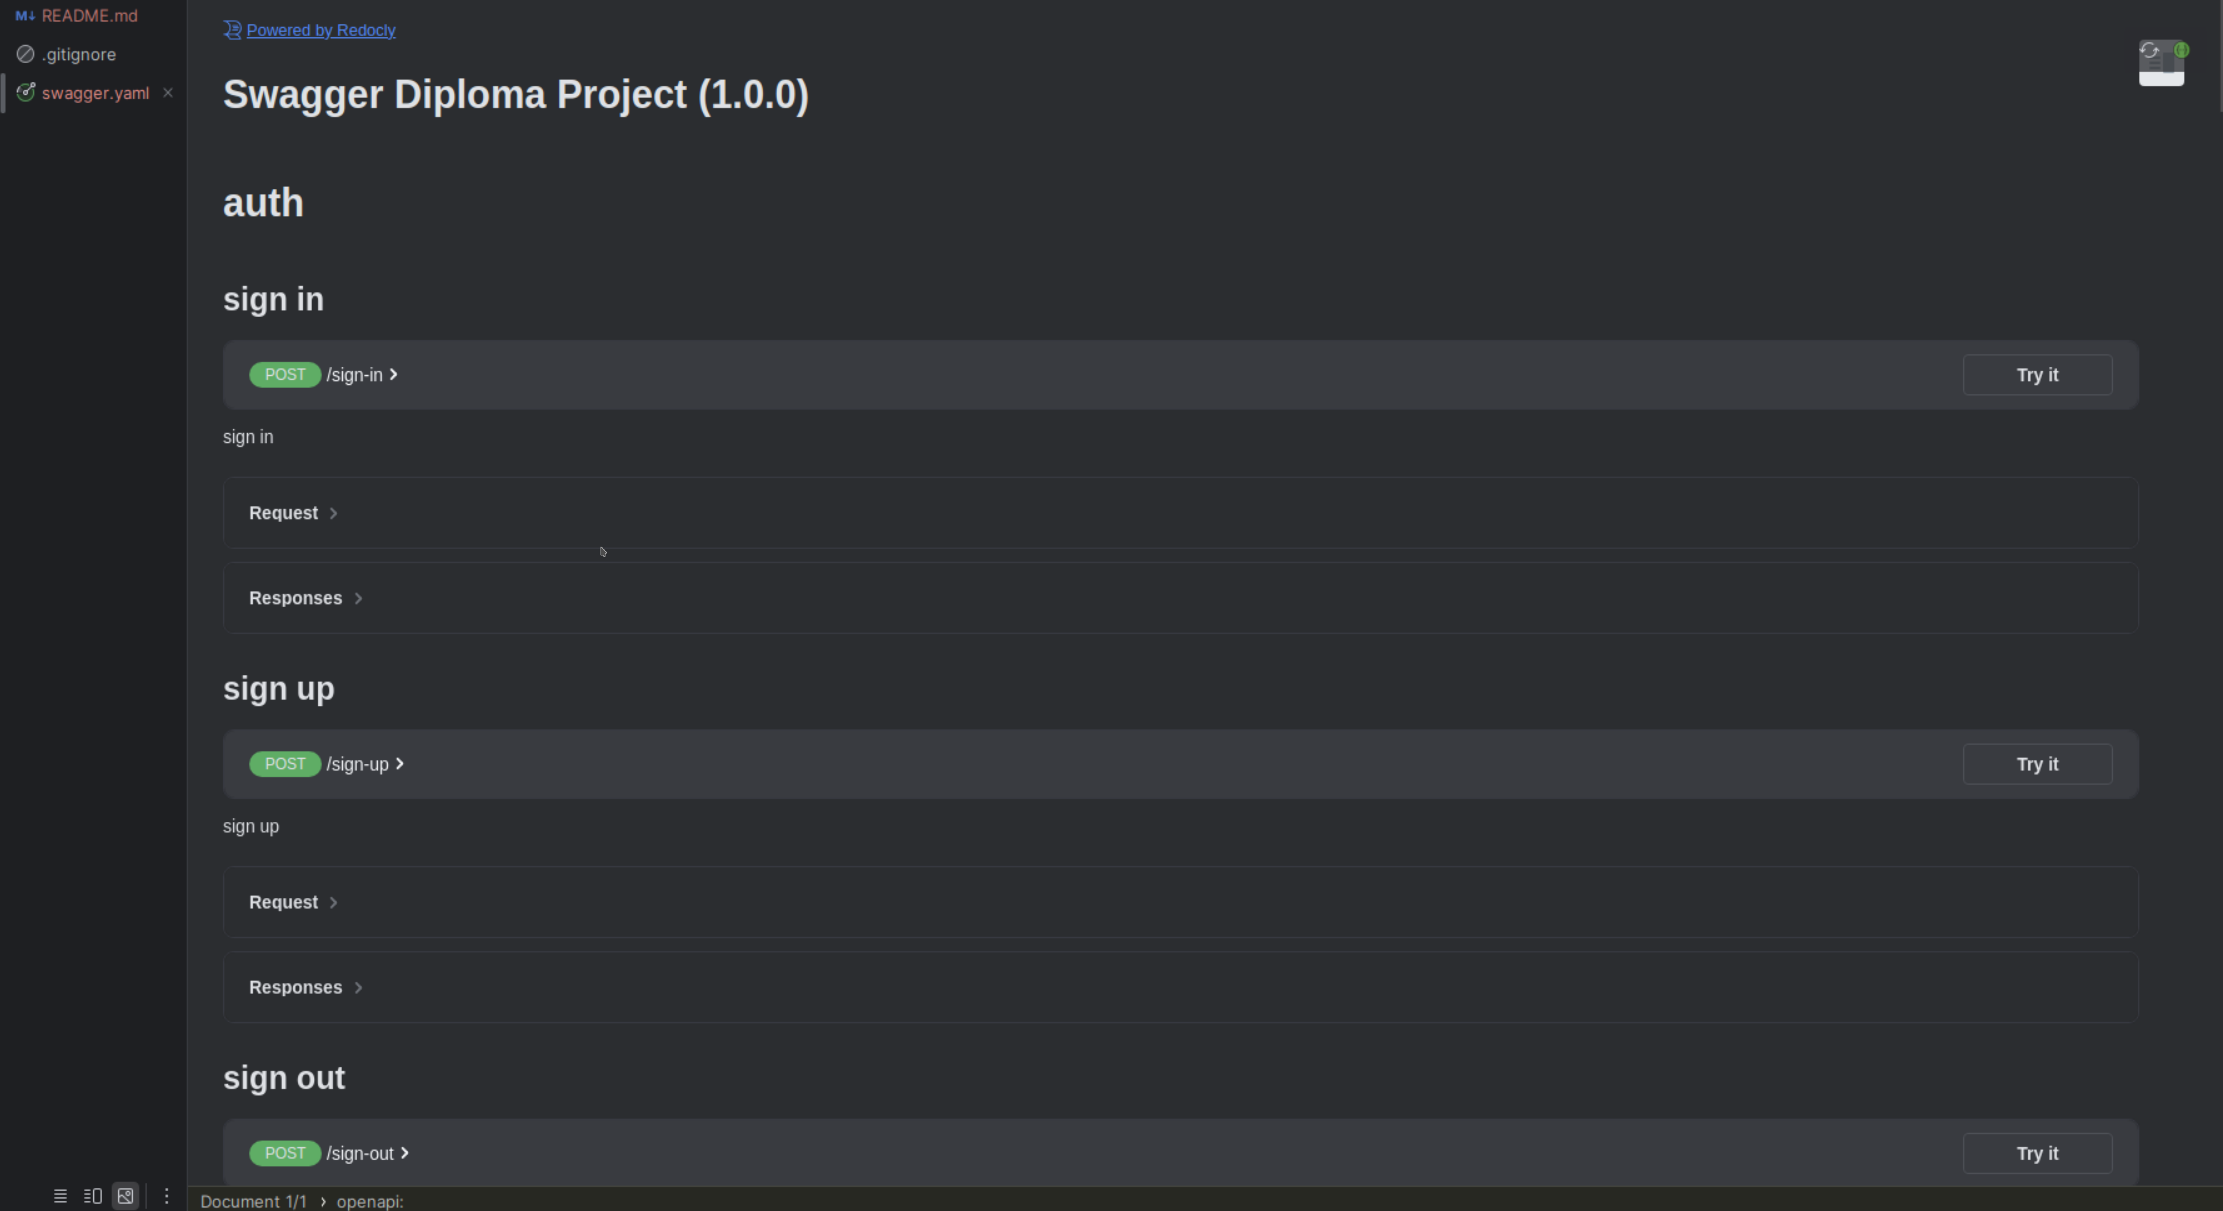 README.md
.gitignore
swagger.yaml
Powered by Redocly
Swagger Diploma Project (1.0.0)
auth
sign in
POST /sign-in Try it
sign in
Request
Responses
sign up
POST /sign-up Try it
sign up
Request
Responses
sign out
POST /sign-out Try it
Document 1/1 › openapi: